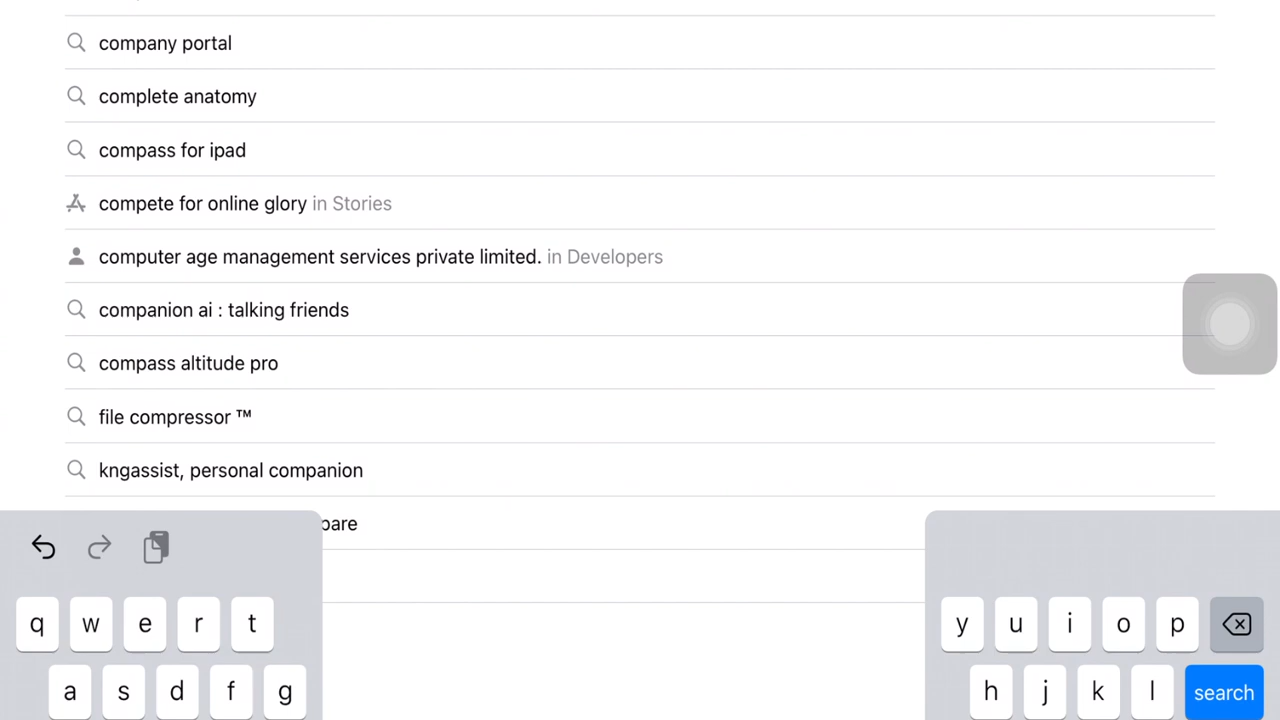 company portal
complete anatomy
compass for ipad
compete for online glory in Stories
computer age management services private limited. in Developers
companion ai : talking friends
compass altitude pro
file compressor ™
kngassist, personal companion
q w e r t y u i o p
a s d f g h j k l search